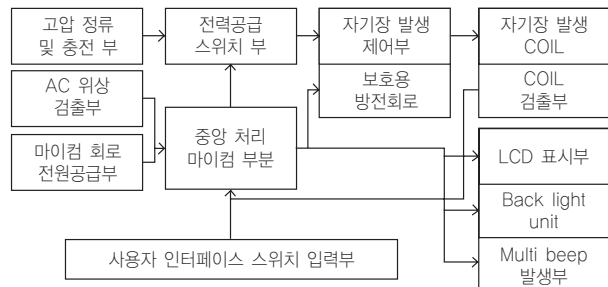 고압 정류
및 충전 부
전력공급
스위치 부
자기장 발생
제어부
자기장 발생
COIL
AC 위상
검출부
보호용
방전회로
COIL
검출부
마이컴 회로
전원공급부
중앙 처리
마이컴 부분
LCD 표시부
Back light
unit
사용자 인터페이스 스위치 입력부
Multi beep
발생부